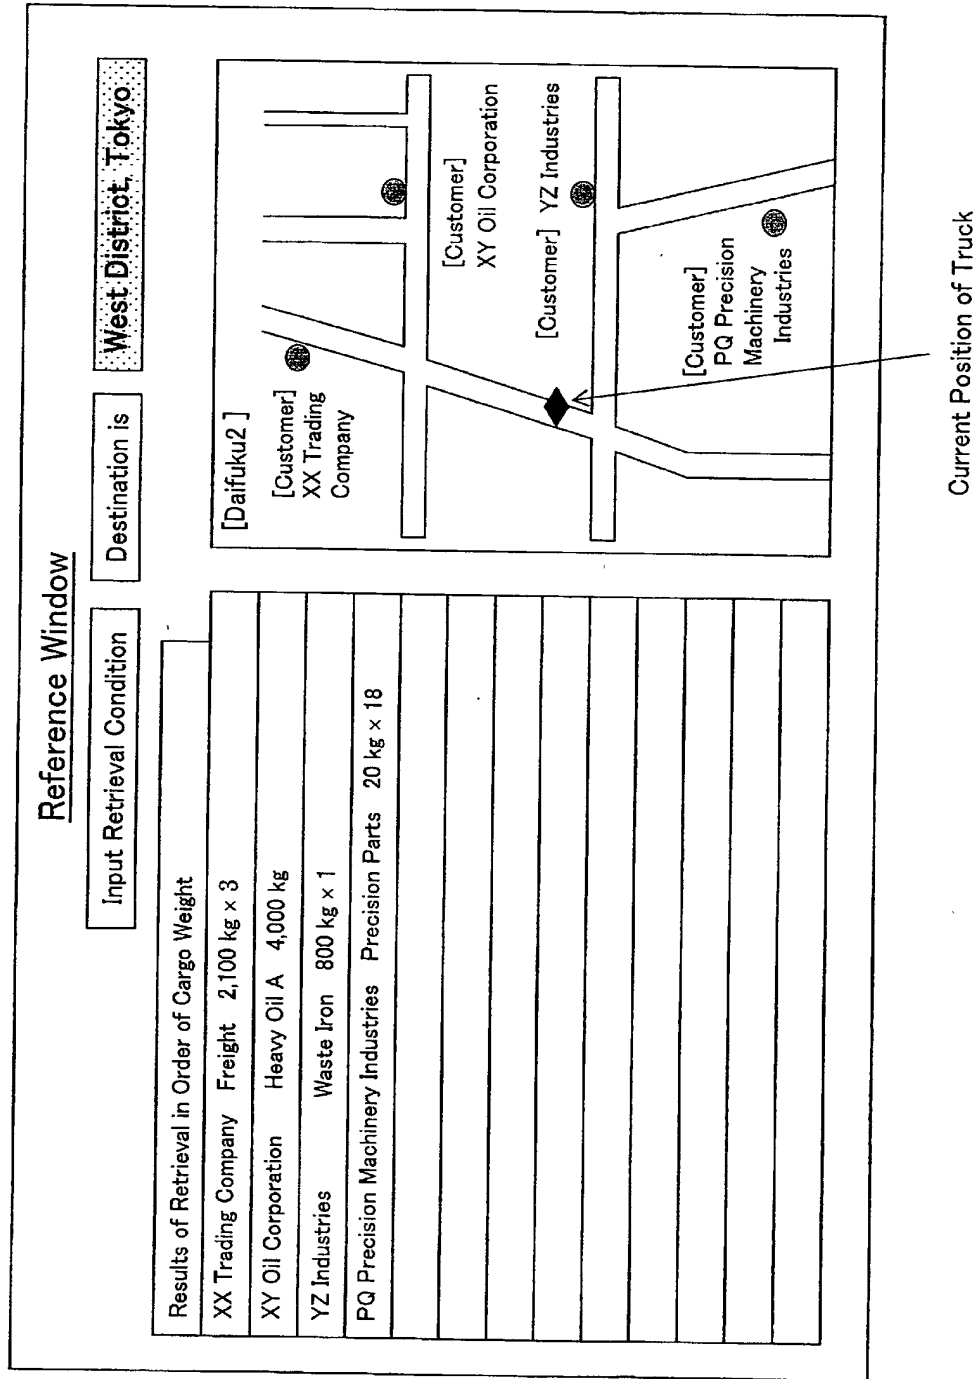 Reference Window
Input Retrieval Condition
Destination is
West District, Tokyo
Results of Retrieval in Order of Cargo Weight
XX Trading Company Freight 2,100 kg × 3
XY Oil Corporation Heavy Oil A 4,000 kg
YZ Industries Waste Iron 800 kg × 1
PQ Precision Machinery Industries Precision Parts 20 kg × 18
[Daifuku2 ]
[Customer]
XX Trading
Company
[Customer]
XY Oil Corporation
[Customer] YZ Industries
[Customer]
PQ Precision
Machinery
Industries
Current Position of Truck